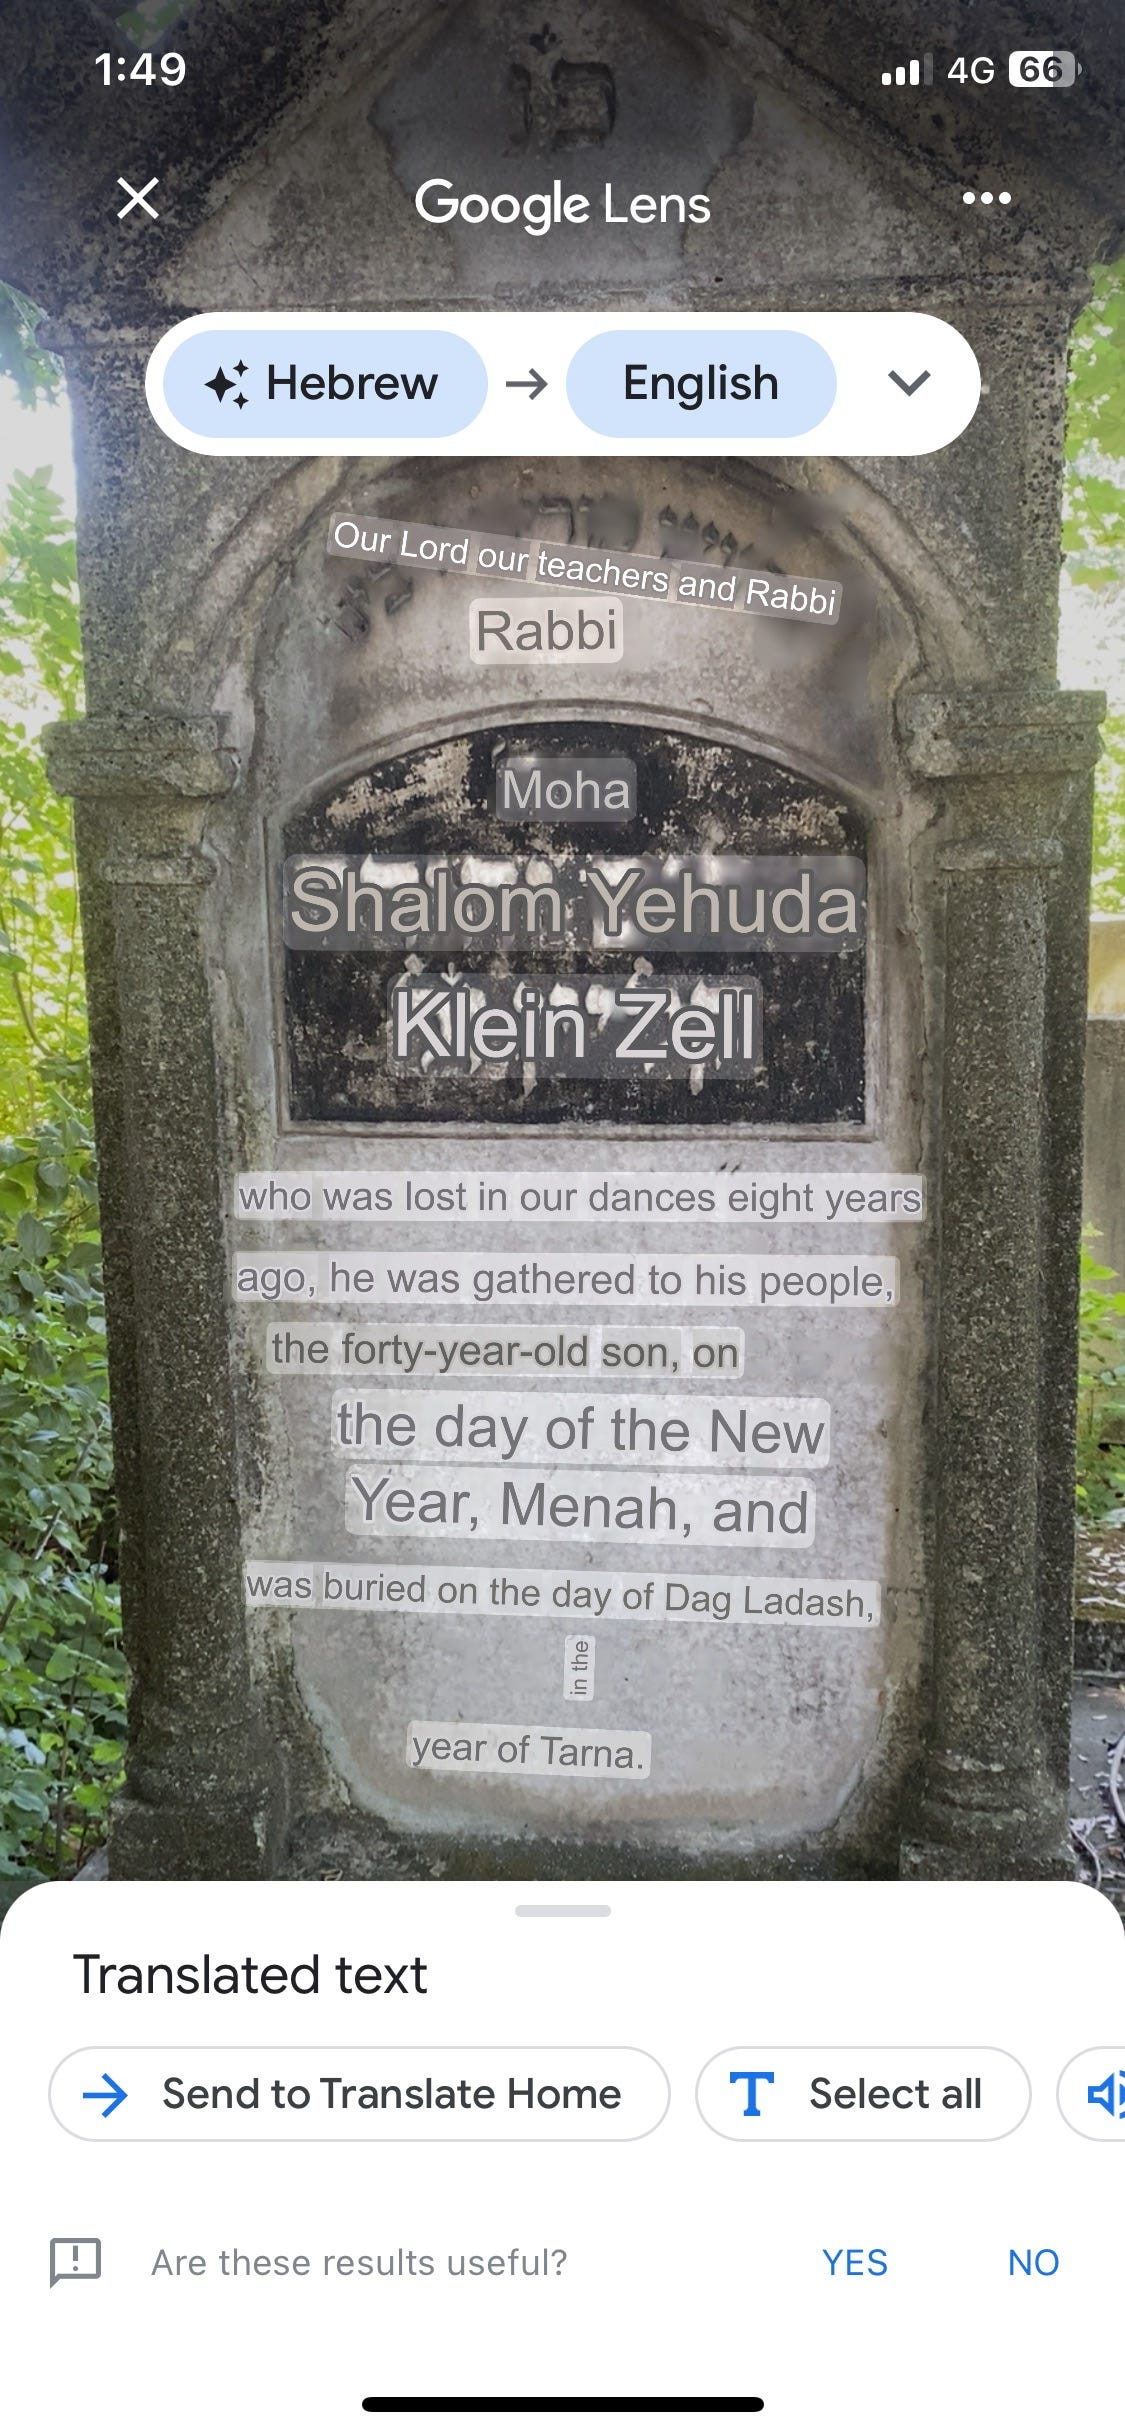 1:49
4G 66
Google Lens
Hebrew → English
Our Lord our teachers and Rabbi
Rabbi
Moha
Shalom Yehuda
Klein Zell
who was lost in our dances eight years
ago, he was gathered to his people,
the forty-year-old son, on
the day of the New
Year, Menah, and
was buried on the day of Dag Ladash,
in the
year of Tarna.
Translated text
Send to Translate Home
Select all
Are these results useful?
YES
NO